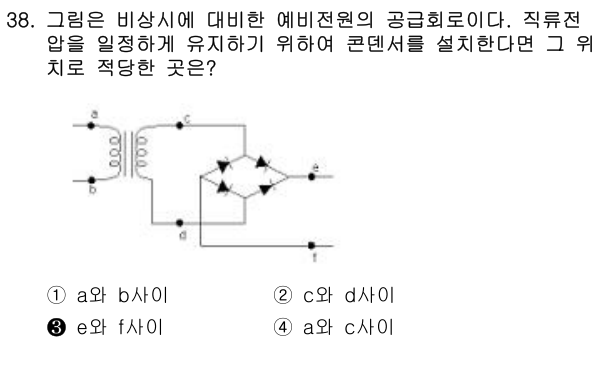 38. 그림은 비상시에 대비한 예비전원의 공급회로이다. 직류전
압을 일정하게 유지하기 위하여 콘덴서를 설치한다면 그 위
치로 적당한 곳은?
a
c
e
b
d
f
① a와 b사이 ② c와 d사이
❸ e와 f사이 ④ a와 c사이